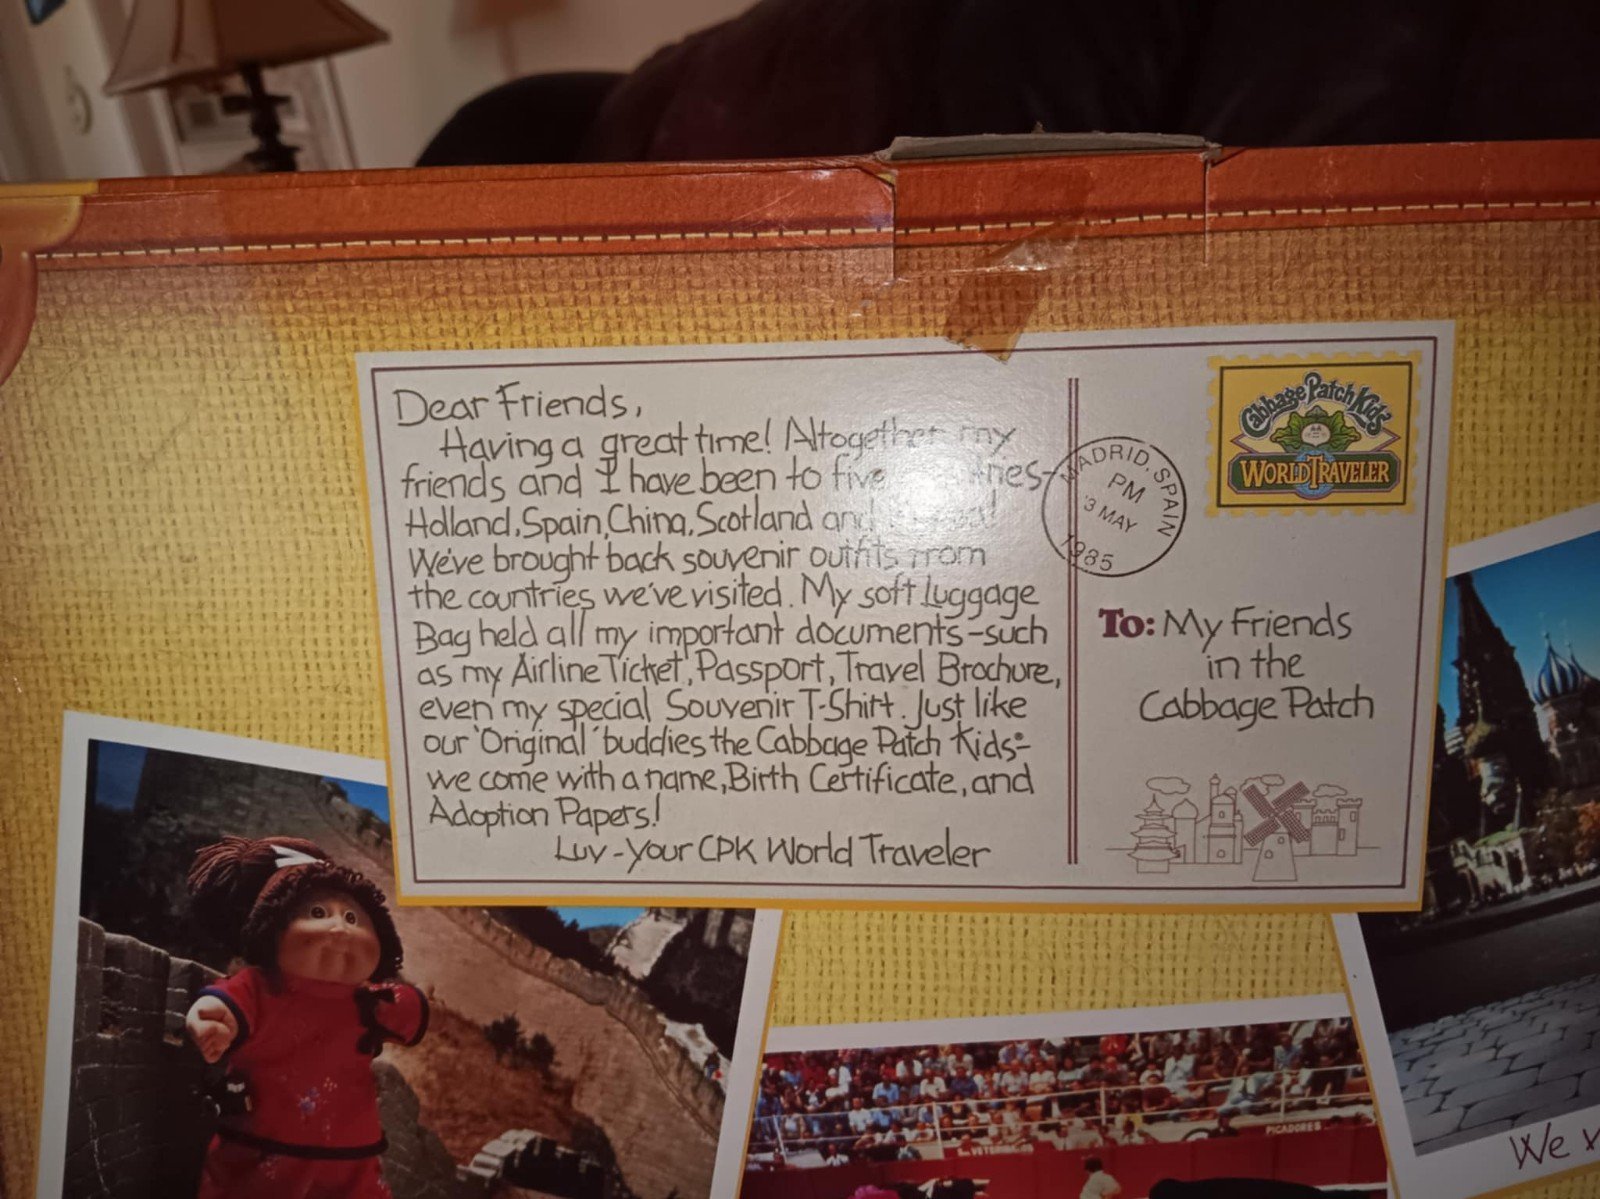 Dear Friends,
Having a great time! Altogether my
friends and I have been to five
Holland, Spain, China, Scotland and
We've brought back souvenir outfits from
the countries we've visited. My soft Luggage
Bag held all my important documents-such
as my Airline Ticket, Passport, Travel Brochure,
even my special Souvenir T-Shirt. Just like
our 'Original' buddies the Cabbage Patch Kids®-
we come with a name, Birth Certificate, and
Adoption Papers!
Luv-Your CPK World Traveler
MADRID, SPAIN
PM
3 MAY
1985
Cabbage Patch Kids
WORLD TRAVELER
To: My Friends
in the
Cabbage Patch
PICADORES
VETERINARIOS
We